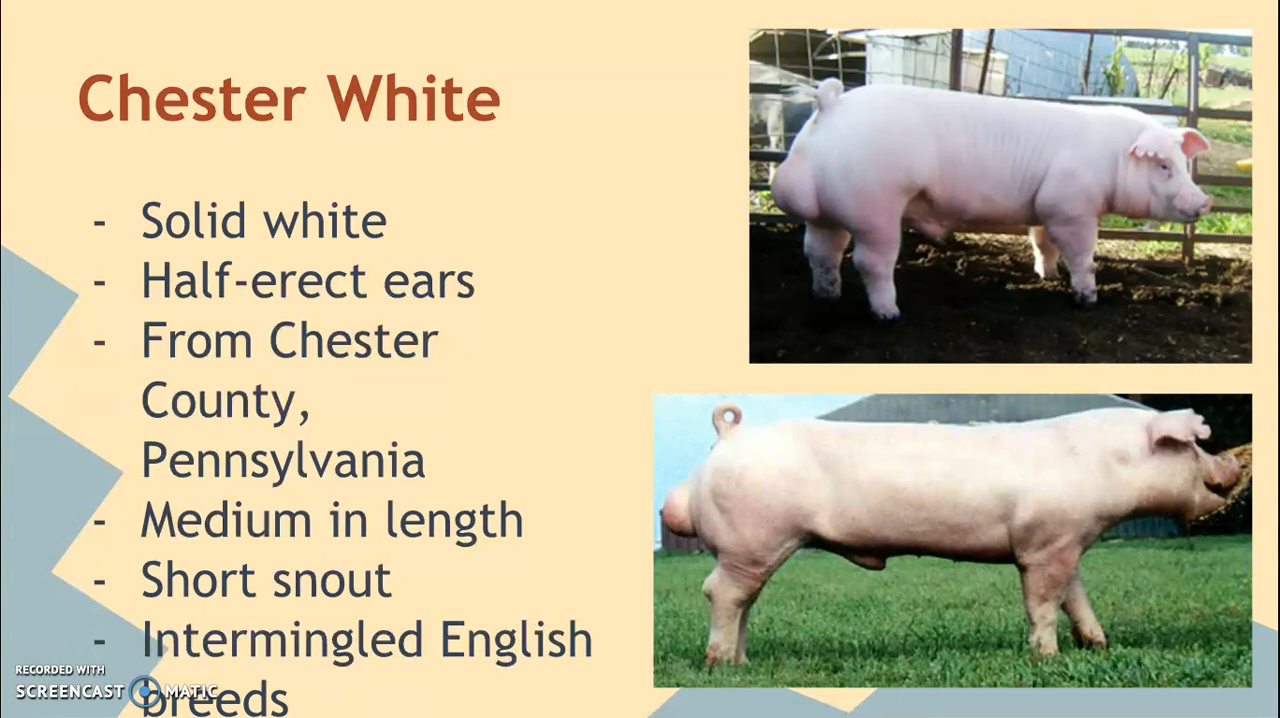 Chester White
- Solid white
- Half-erect ears
- From Chester
County,
Pennsylvania
- Medium in length
- Short snout
- Intermingled English
breeds
RECORDED WITH
SCREENCAST MATIC